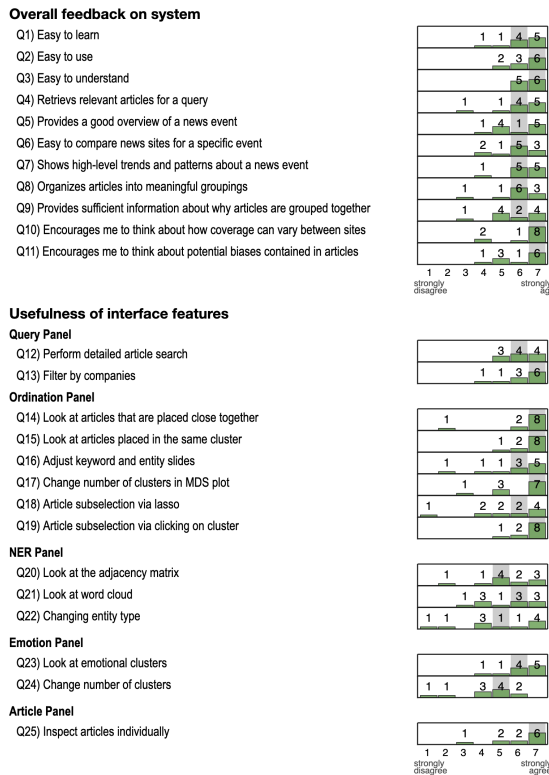 Overall feedback on system
Q1) Easy to learn 1 1 4 5
Q2) Easy to use 2 3 6
Q3) Easy to understand 5 6
Q4) Retrievs relevant articles for a query 1 1 4 5
Q5) Provides a good overview of a news event 1 4 1 5
Q6) Easy to compare news sites for a specific event 2 1 5 3
Q7) Shows high-level trends and patterns about a news event 1 5 5
Q8) Organizes articles into meaningful groupings 1 1 6 3
Q9) Provides sufficient information about why articles are grouped together 1 4 2 4
Q10) Encourages me to think about how coverage can vary between sites 2 1 8
Q11) Encourages me to think about potential biases contained in articles 1 3 1 6
1 2 3 4 5 6 7
strongly disagree strongly ag
Usefulness of interface features
Query Panel
Q12) Perform detailed article search 3 4 4
Q13) Filter by companies 1 1 3 6
Ordination Panel
Q14) Look at articles that are placed close together 1 2 8
Q15) Look at articles placed in the same cluster 1 2 8
Q16) Adjust keyword and entity slides 1 1 1 3 5
Q17) Change number of clusters in MDS plot 1 3 7
Q18) Article subselection via lasso 1 2 2 2 4
Q19) Article subselection via clicking on cluster 1 2 8
NER Panel
Q20) Look at the adjacency matrix 1 1 4 2 3
Q21) Look at word cloud 1 3 1 3 3
Q22) Changing entity type 1 1 3 1 1 4
Emotion Panel
Q23) Look at emotional clusters 1 1 4 5
Q24) Change number of clusters 1 1 3 4 2
Article Panel
Q25) Inspect articles individually 1 2 2 6
1 2 3 4 5 6 7
strongly disagree strongly agre